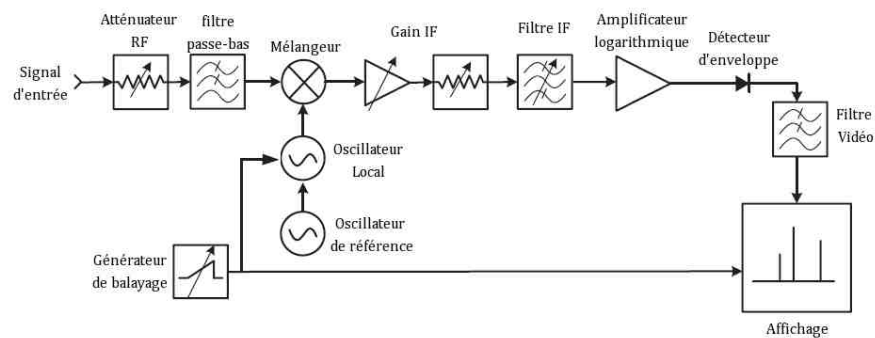 Atténuateur
RF
filtre
passe-bas
Mélangeur
Gain IF
Filtre IF
Amplificateur
logarithmique
Détecteur
d'enveloppe
Signal
d'entrée
Filtre
Vidéo
Oscillateur
Local
Oscillateur
de référence
Générateur
de balayage
Affichage